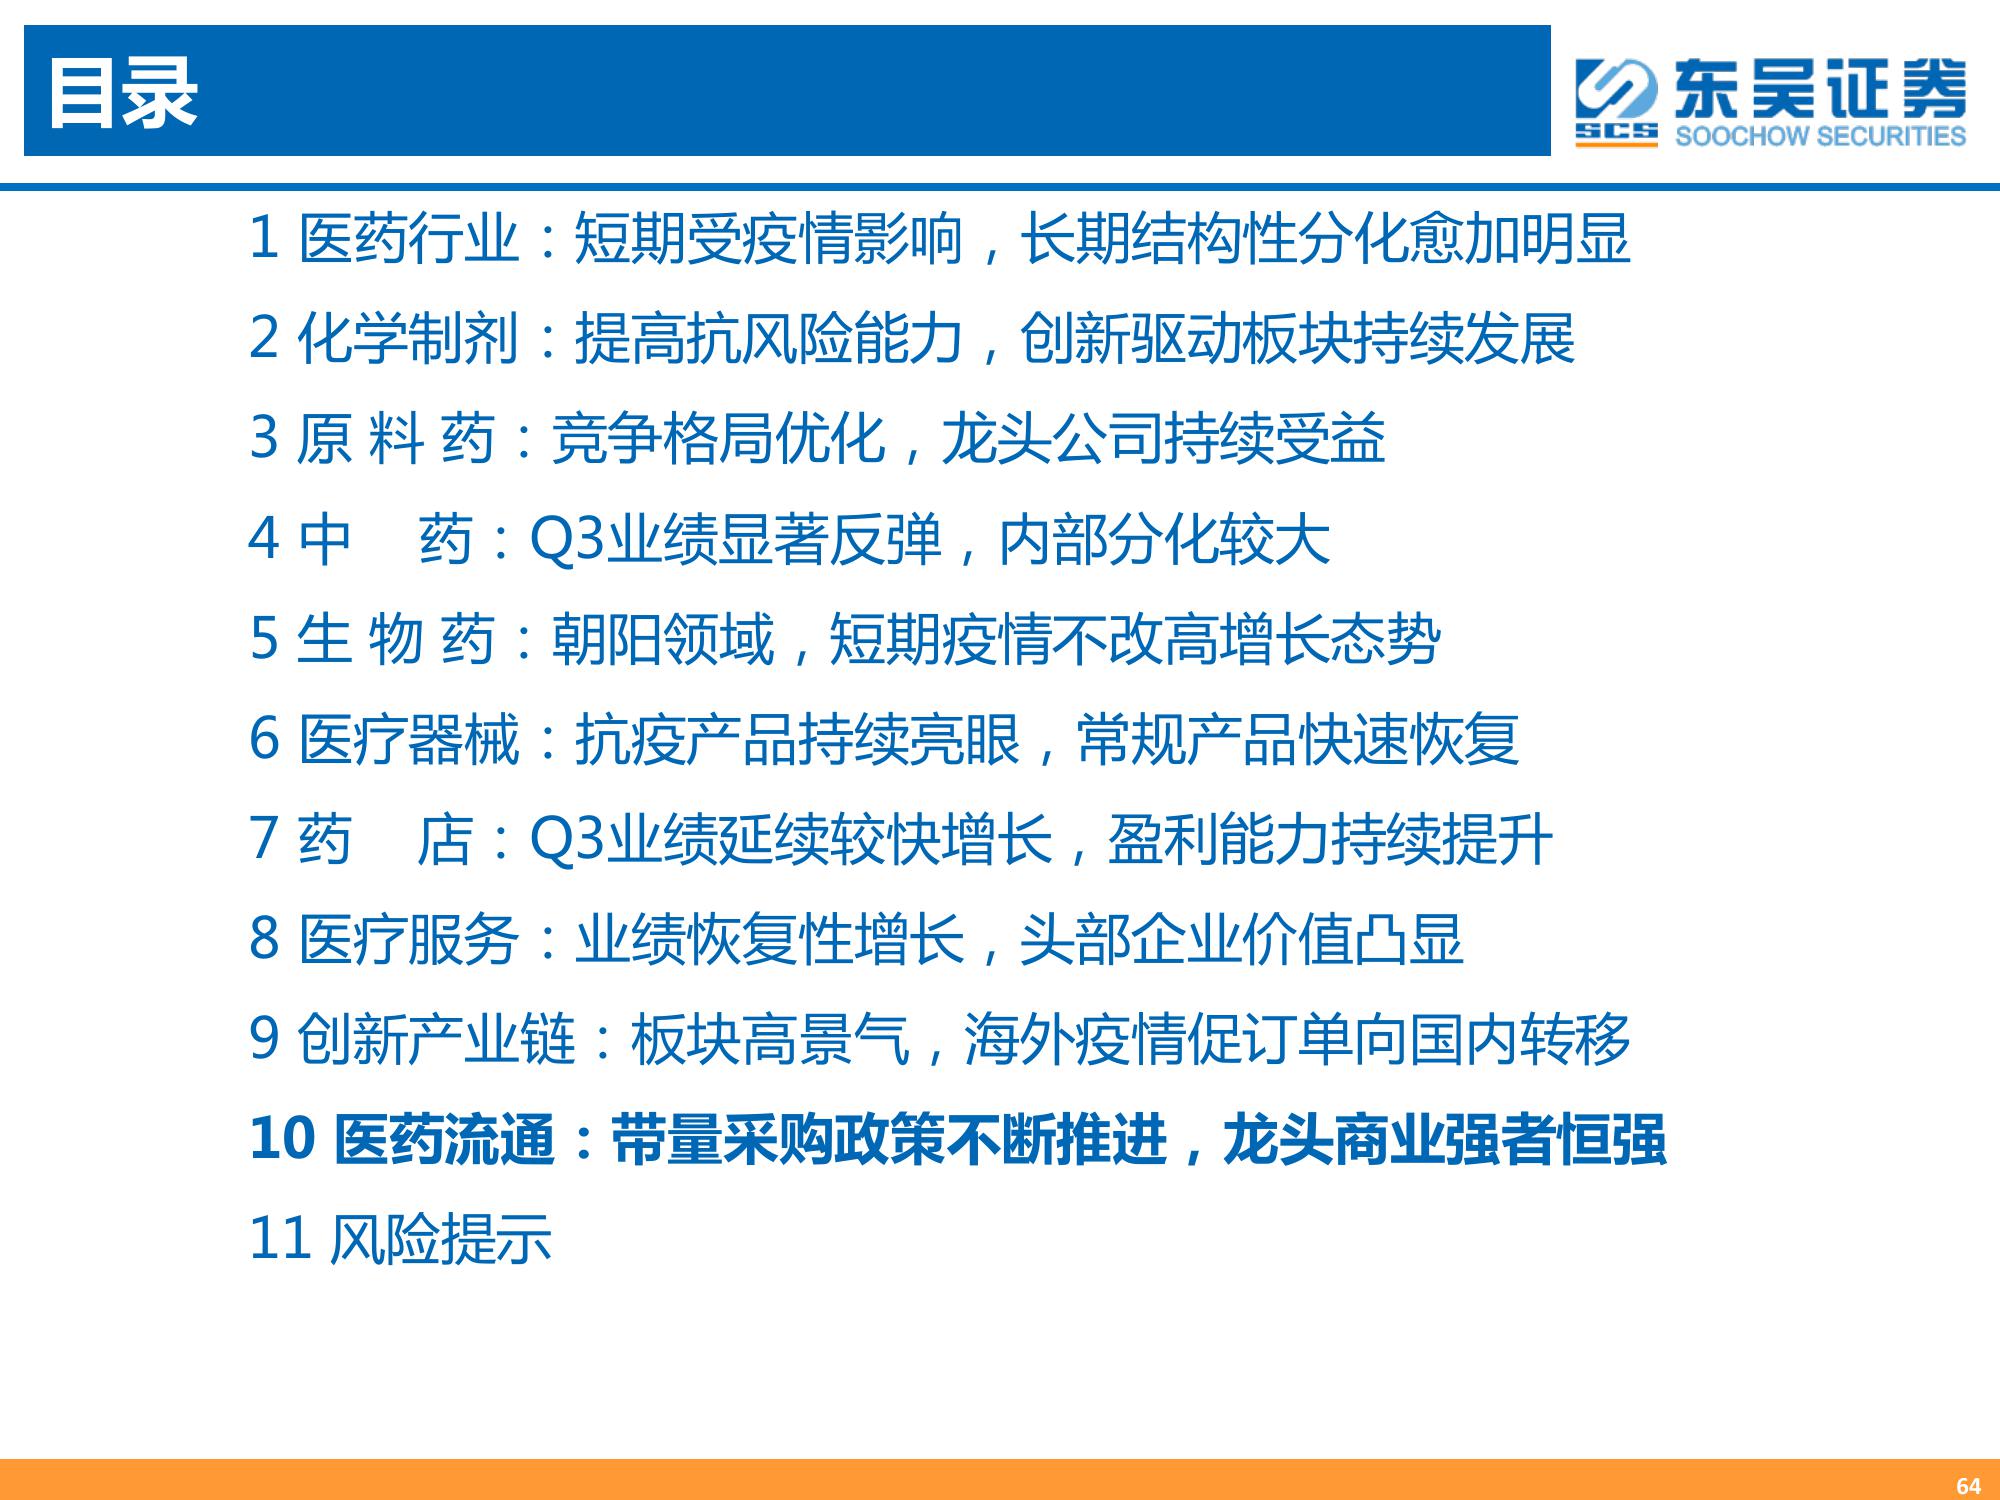 目录
东吴证券
SCS
SOOCHOW SECURITIES
1 医药行业：短期受疫情影响，长期结构性分化愈加明显
2 化学制剂：提高抗风险能力，创新驱动板块持续发展
3 原 料 药：竞争格局优化，龙头公司持续受益
4 中　药：Q3业绩显著反弹，内部分化较大
5 生 物 药：朝阳领域，短期疫情不改高增长态势
6 医疗器械：抗疫产品持续亮眼，常规产品快速恢复
7 药　店：Q3业绩延续较快增长，盈利能力持续提升
8 医疗服务：业绩恢复性增长，头部企业价值凸显
9 创新产业链：板块高景气，海外疫情促订单向国内转移
10 医药流通：带量采购政策不断推进，龙头商业强者恒强
11 风险提示
64